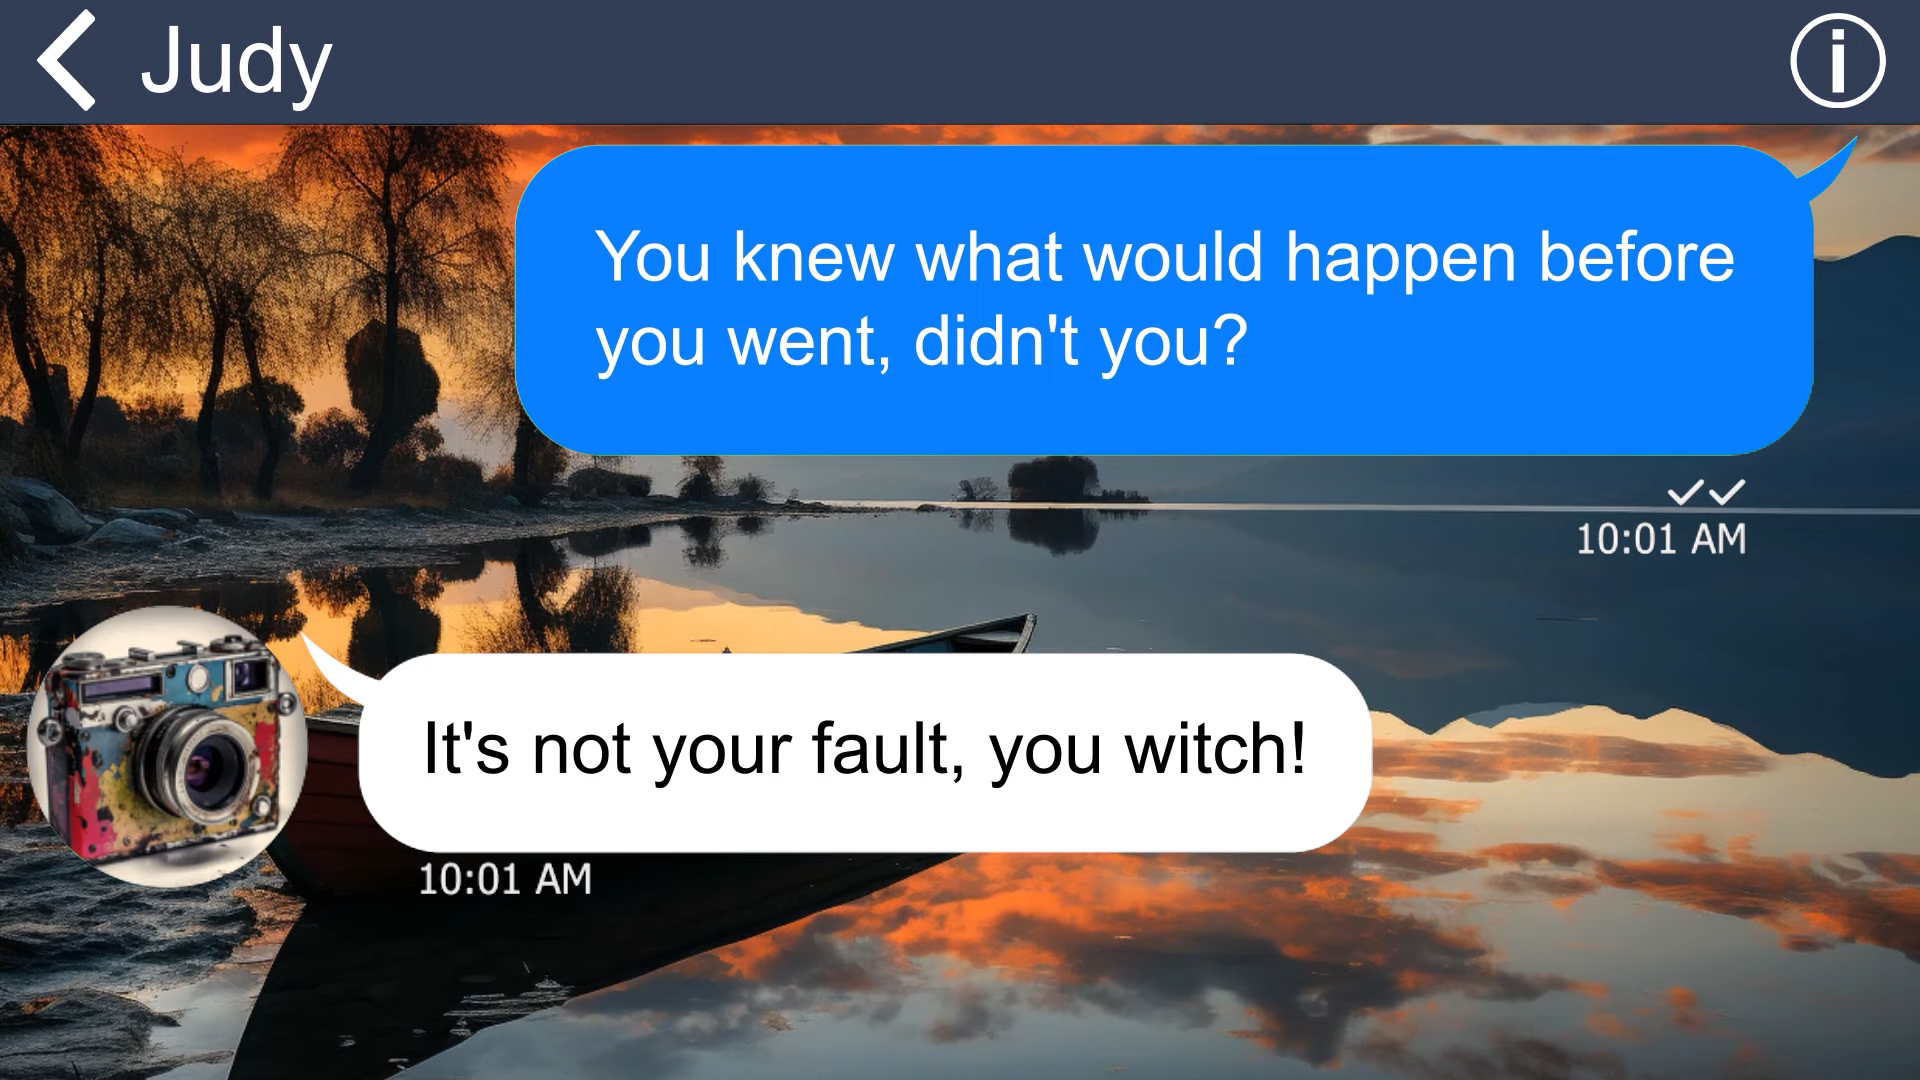 Judy
You knew what would happen before
you went, didn't you?
10:01 AM
It's not your fault, you witch!
10:01 AM